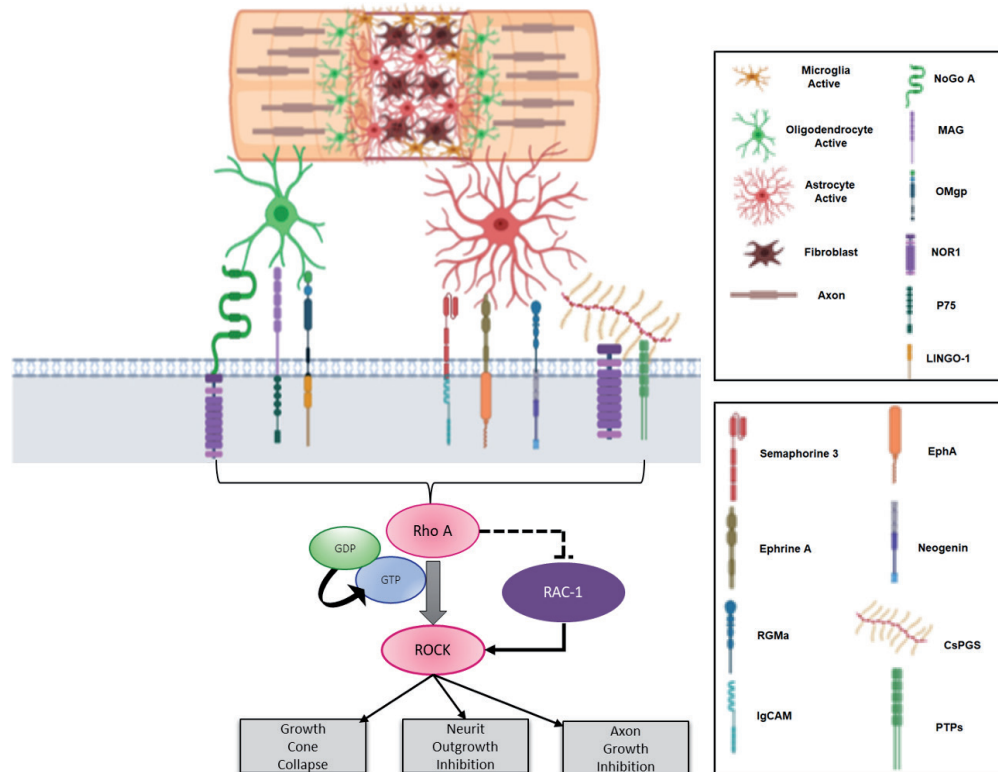 Microglia
Active
NoGo A
Oligodendrocyte
Active
MAG
Astrocyte
Active
OMgp
Fibroblast
NOR1
Axon
P75
LINGO-1
Semaphorine 3
EphA
Ephrine A
Neogenin
RGMa
CsPGS
IgCAM
PTPs
Rho A
GDP
GTP
RAC-1
ROCK
Growth
Cone
Collapse
Neurit
Outgrowth
Inhibition
Axon
Growth
Inhibition